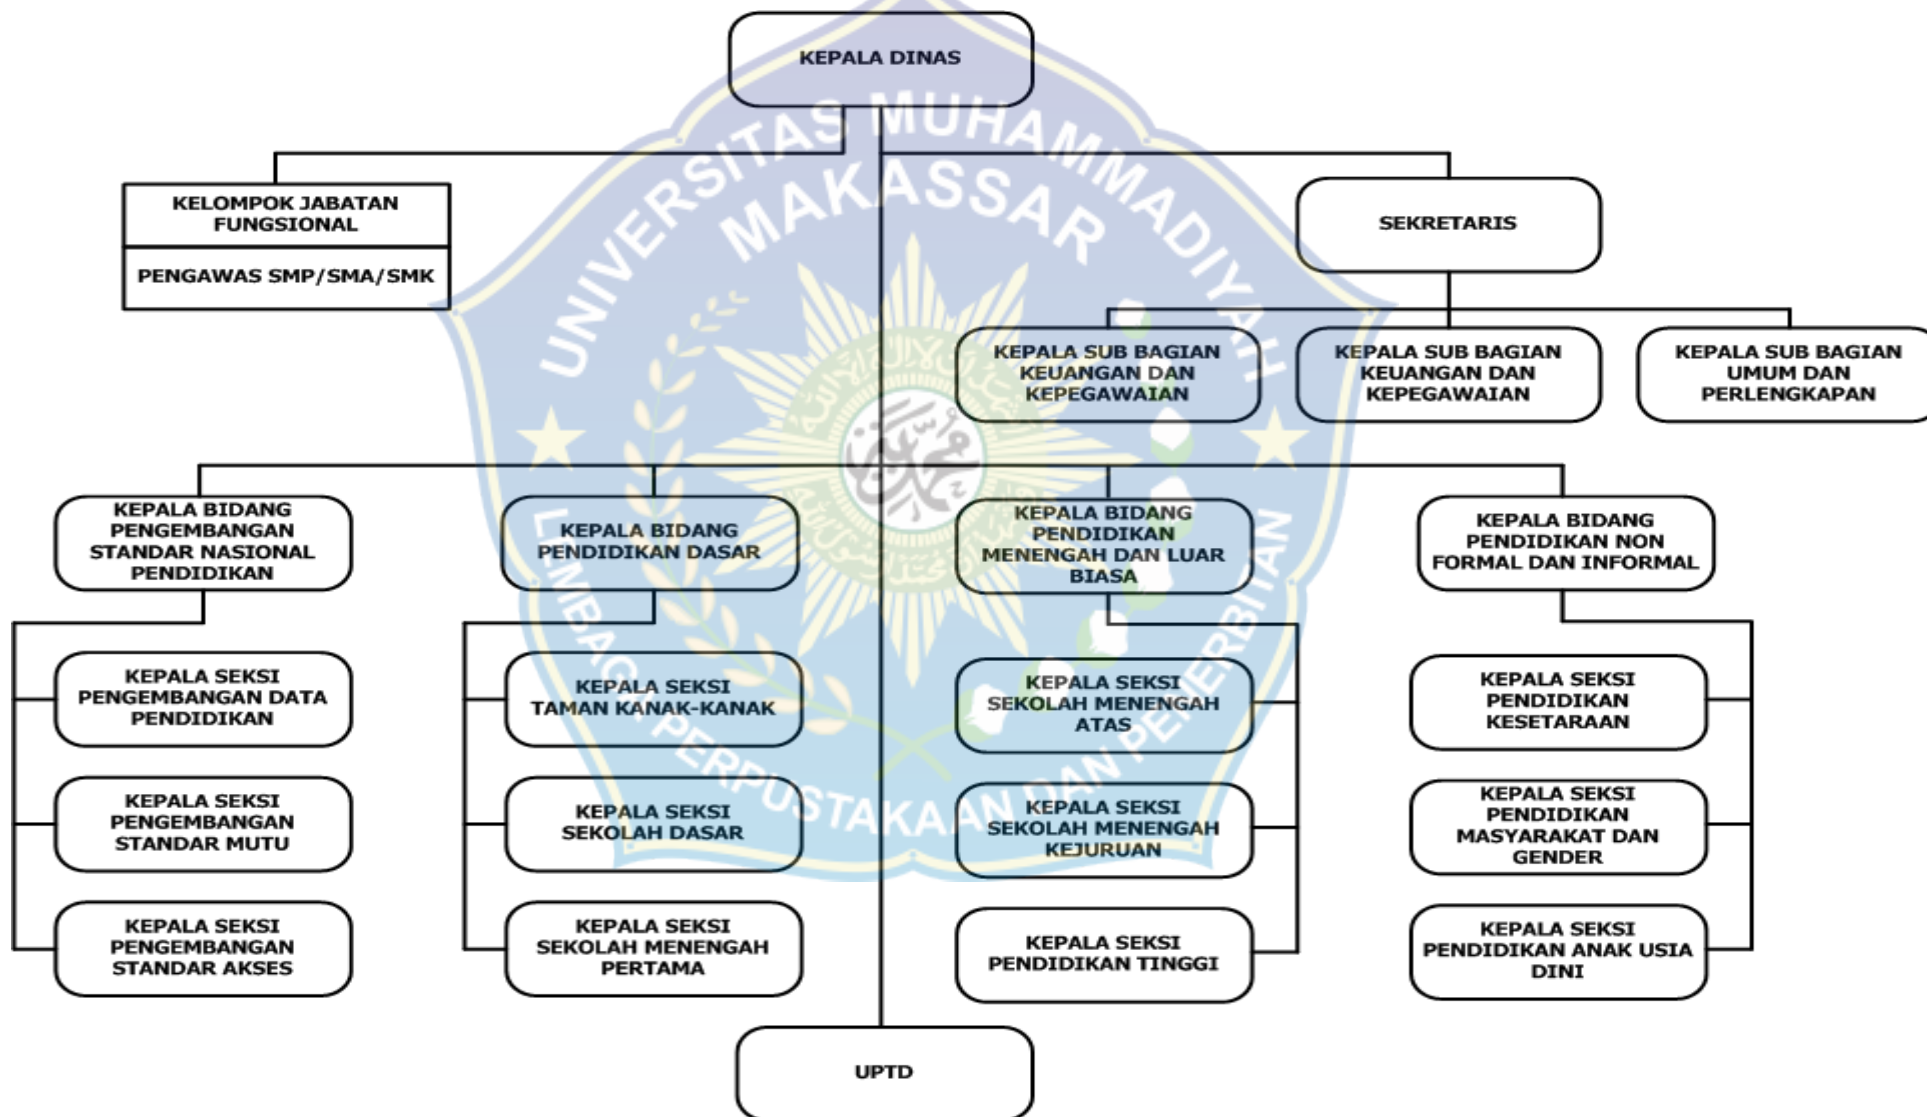 KEPALA DINAS
KELOMPOK JABATAN
FUNGSIONAL
PENGAWAS SMP/SMA/SMK
SEKRETARIS
KEPALA SUB BAGIAN
KEUANGAN DAN
KEPEGAWAIAN
KEPALA SUB BAGIAN
KEUANGAN DAN
KEPEGAWAIAN
KEPALA SUB BAGIAN
UMUM DAN
PERLENGKAPAN
KEPALA BIDANG
PENGEMBANGAN
STANDAR NASIONAL
PENDIDIKAN
KEPALA BIDANG
PENDIDIKAN DASAR
KEPALA BIDANG
PENDIDIKAN
MENENGAH DAN LUAR
BIASA
KEPALA BIDANG
PENDIDIKAN NON
FORMAL DAN INFORMAL
KEPALA SEKSI
PENGEMBANGAN DATA
PENDIDIKAN
KEPALA SEKSI
TAMAN KANAK-KANAK
KEPALA SEKSI
SEKOLAH MENENGAH
ATAS
KEPALA SEKSI
PENDIDIKAN
KESETARAAN
KEPALA SEKSI
PENGEMBANGAN
STANDAR MUTU
KEPALA SEKSI
SEKOLAH DASAR
KEPALA SEKSI
SEKOLAH MENENGAH
KEJURUAN
KEPALA SEKSI
PENDIDIKAN
MASYARAKAT DAN
GENDER
KEPALA SEKSI
PENGEMBANGAN
STANDAR AKSES
KEPALA SEKSI
SEKOLAH MENENGAH
PERTAMA
KEPALA SEKSI
PENDIDIKAN TINGGI
KEPALA SEKSI
PENDIDIKAN ANAK USIA
DINI
UPTD
UNIVERSITAS MUHAMMADIYAH
MAKASSAR
LEMBAGA PERPUSTAKAAN DAN PENERBITAN